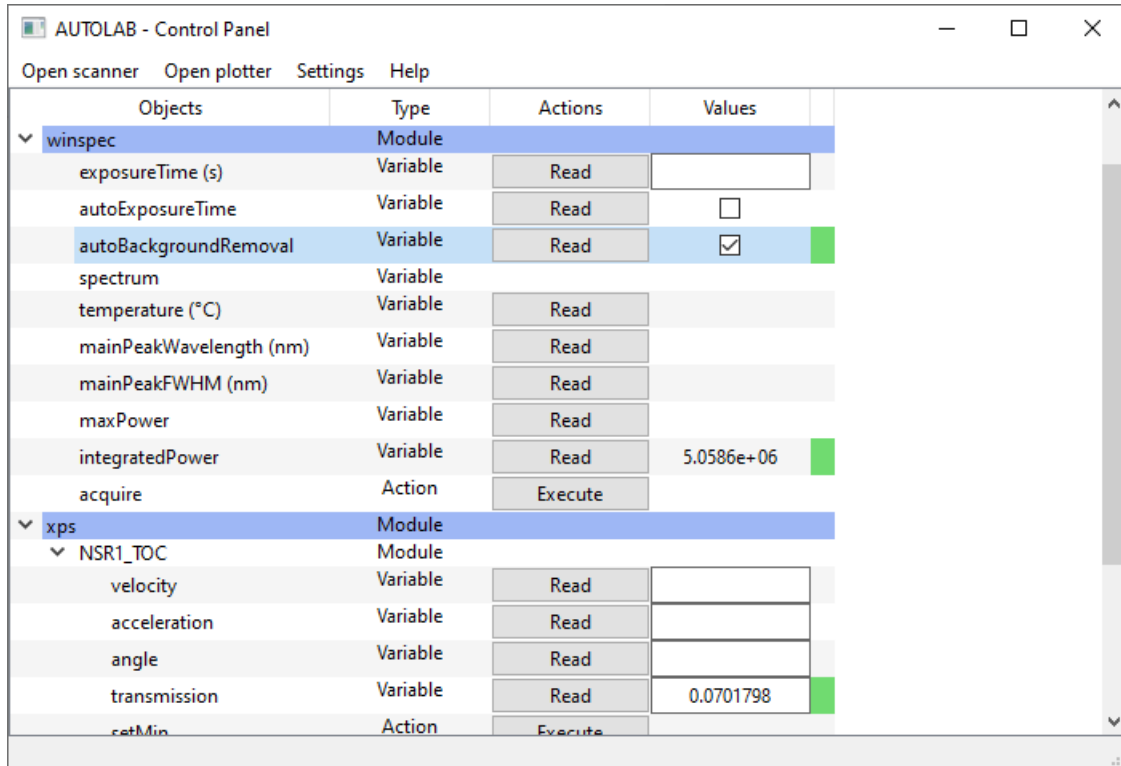 AUTOLAB - Control Panel
Open scanner Open plotter Settings Help
Objects Type Actions Values
winspec Module
exposureTime (s) Variable Read
autoExposureTime Variable Read
autoBackgroundRemoval Variable Read
spectrum Variable
temperature (°C) Variable Read
mainPeakWavelength (nm) Variable Read
mainPeakFWHM (nm) Variable Read
maxPower Variable Read
integratedPower Variable Read 5.0586e+06
acquire Action Execute
xps Module
NSR1_TOC Module
velocity Variable Read
acceleration Variable Read
angle Variable Read
transmission Variable Read 0.0701798
setMin Action Execute